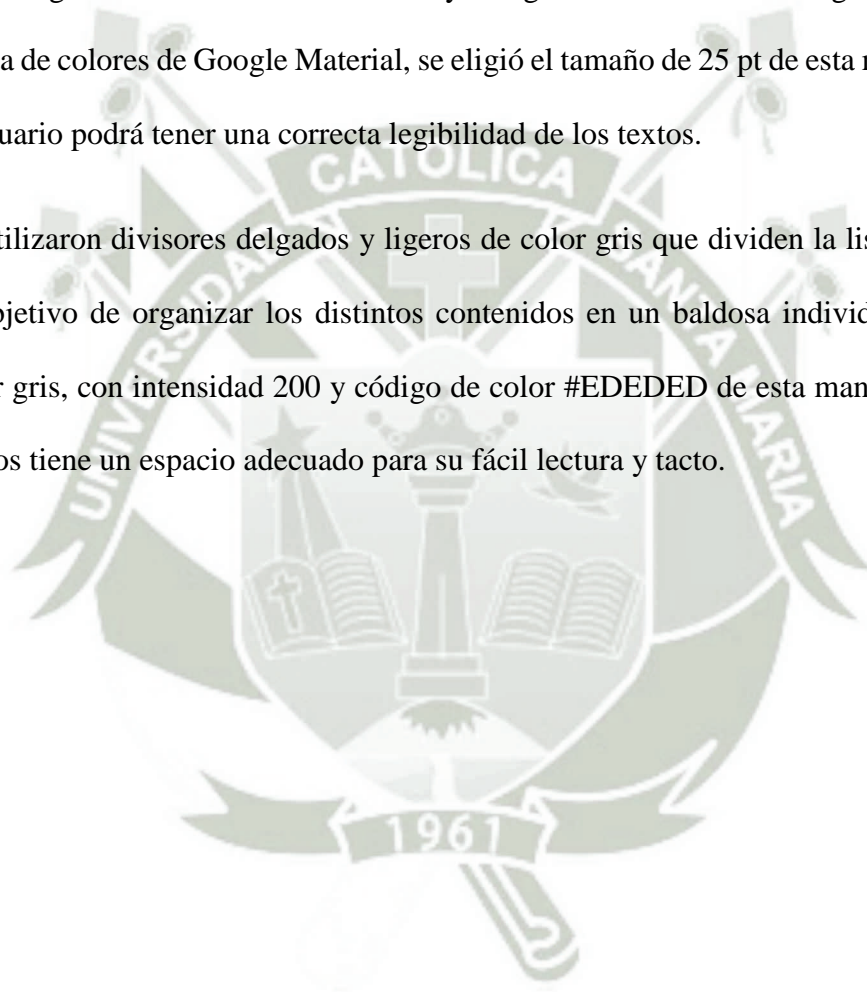 a de colores de Google Material, se eligió el tamaño de 25 pt de esta
uario podrá tener una correcta legibilidad de los textos.
CATOLICA
UNIVERSIDAD
SANTA MARIA
tilizaron divisores delgados y ligeros de color gris que dividen la
jetivo de organizar los distintos contenidos en un baldosa
gris, con intensidad 200 y código de color #EDEDED de esta
os tiene un espacio adecuado para su fácil lectura y tacto.
1961